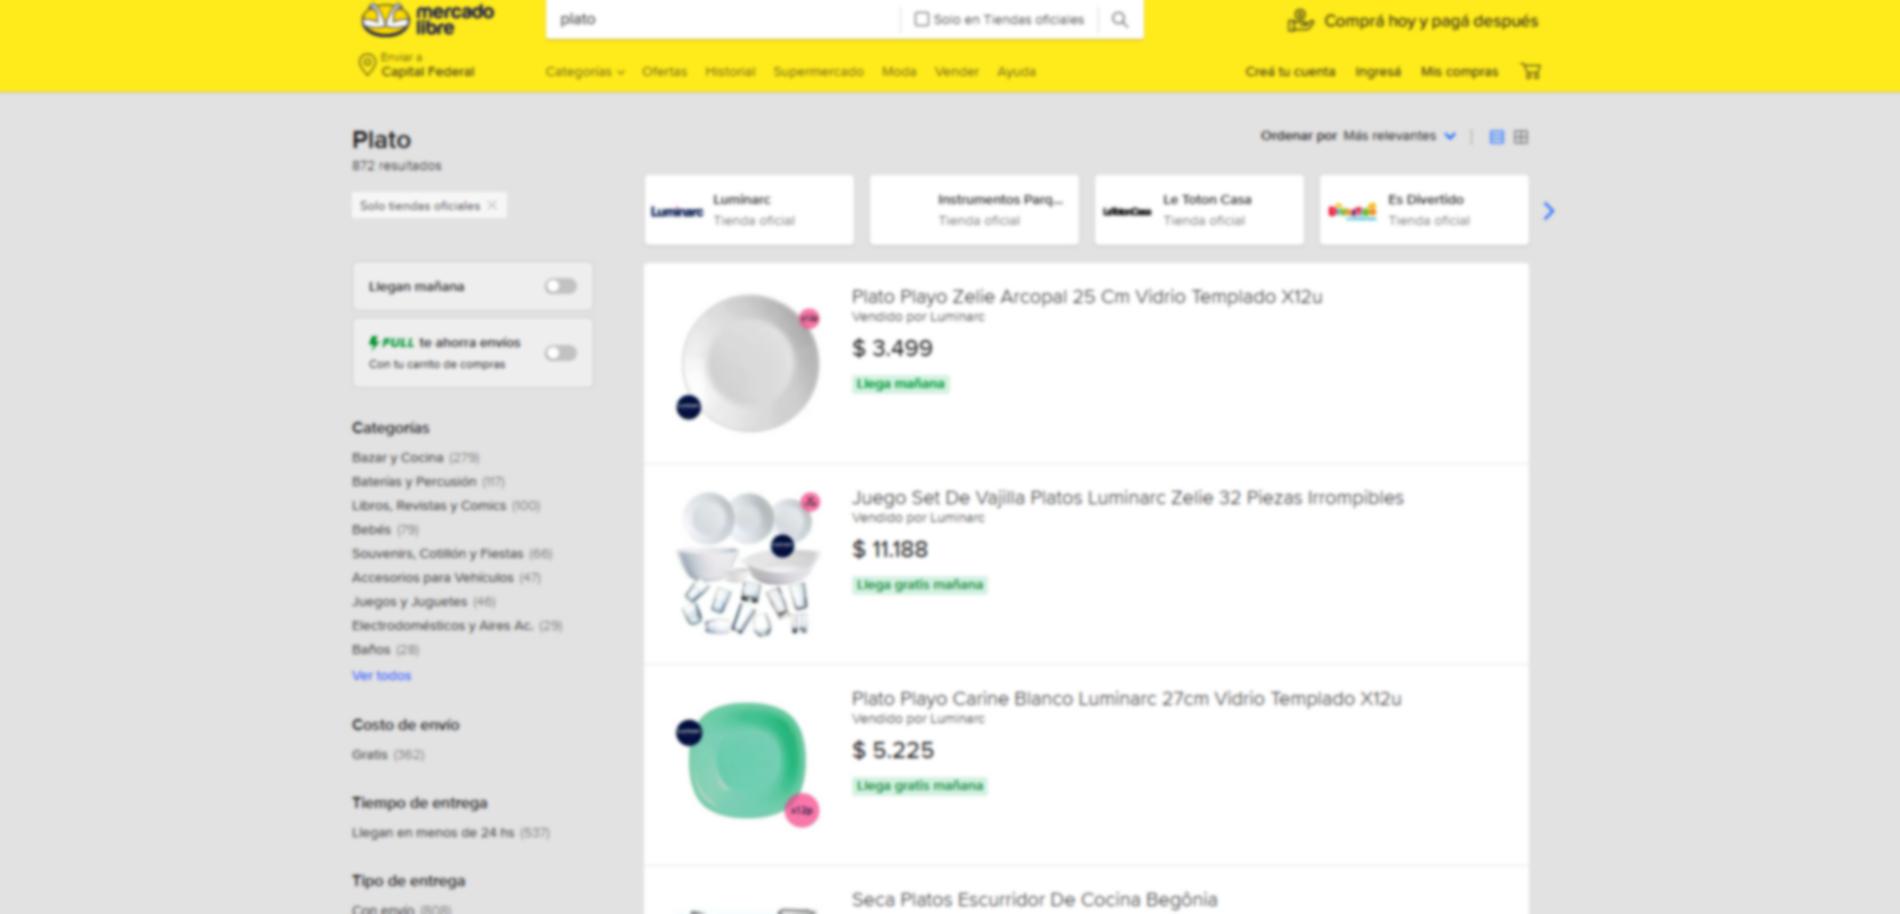 mercado
libre
plato
Solo en Tiendas oficiales
Comprá hoy y pagá después
Enviar a
Capital Federal
Categorías
Ofertas
Historial
Supermercado
Moda
Vender
Ayuda
Creá tu cuenta
Ingresá
Mis compras
Plato
872 resultados
Solo tiendas oficiales
Ordenar por Más relevantes
Luminarc
Luminarc
Tienda oficial
Instrumentos Parq...
Tienda oficial
LeTotonCasa
Le Toton Casa
Tienda oficial
Divertido
Es Divertido
Tienda oficial
Llegan mañana
FULL te ahorra envíos
Con tu carrito de compras
Categorías
Bazar y Cocina (279)
Baterías y Percusión (117)
Libros, Revistas y Comics (100)
Bebés (79)
Souvenirs, Cotillón y Fiestas (66)
Accesorios para Vehículos (47)
Juegos y Juguetes (46)
Electrodomésticos y Aires Ac. (29)
Baños (28)
Ver todos
Costo de envío
Gratis (362)
Tiempo de entrega
Llegan en menos de 24 hs (537)
Tipo de entrega
Con envío (808)
Plato Playo Zelie Arcopal 25 Cm Vidrio Templado X12u
Vendido por Luminarc
$ 3.499
Llega mañana
Juego Set De Vajilla Platos Luminarc Zelie 32 Piezas Irrompibles
Vendido por Luminarc
$ 11.188
Llega gratis mañana
Plato Playo Carine Blanco Luminarc 27cm Vidrio Templado X12u
Vendido por Luminarc
$ 5.225
Llega gratis mañana
x12p
Seca Platos Escurridor De Cocina Begônia